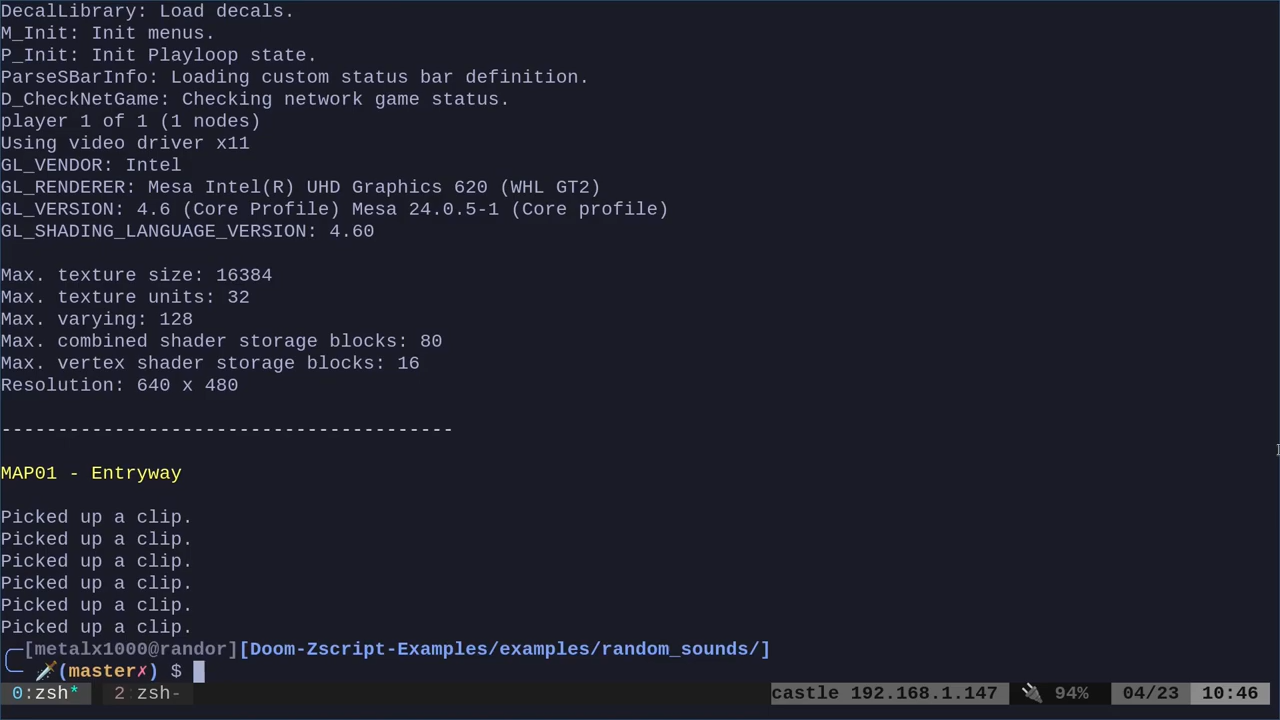 DecalLibrary: Load decals.
M_Init: Init menus.
P_Init: Init Playloop state.
ParseSBarInfo: Loading custom status bar definition.
D_CheckNetGame: Checking network game status.
player 1 of 1 (1 nodes)
Using video driver x11
GL_VENDOR: Intel
GL_RENDERER: Mesa Intel(R) UHD Graphics 620 (WHL GT2)
GL_VERSION: 4.6 (Core Profile) Mesa 24.0.5-1 (Core profile)
GL_SHADING_LANGUAGE_VERSION: 4.60
Max. texture size: 16384
Max. texture units: 32
Max. varying: 128
Max. combined shader storage blocks: 80
Max. vertex shader storage blocks: 16
Resolution: 640 x 480
----------------------------------------
MAP01 - Entryway
Picked up a clip.
Picked up a clip.
Picked up a clip.
Picked up a clip.
Picked up a clip.
Picked up a clip.
╭─[metalx1000@randor][Doom-Zscript-Examples/examples/random_sounds/]
╰─ 🗡️(master✗) $
0:zsh* 2:zsh- castle 192.168.1.147 🔌 94% 04/23 10:46